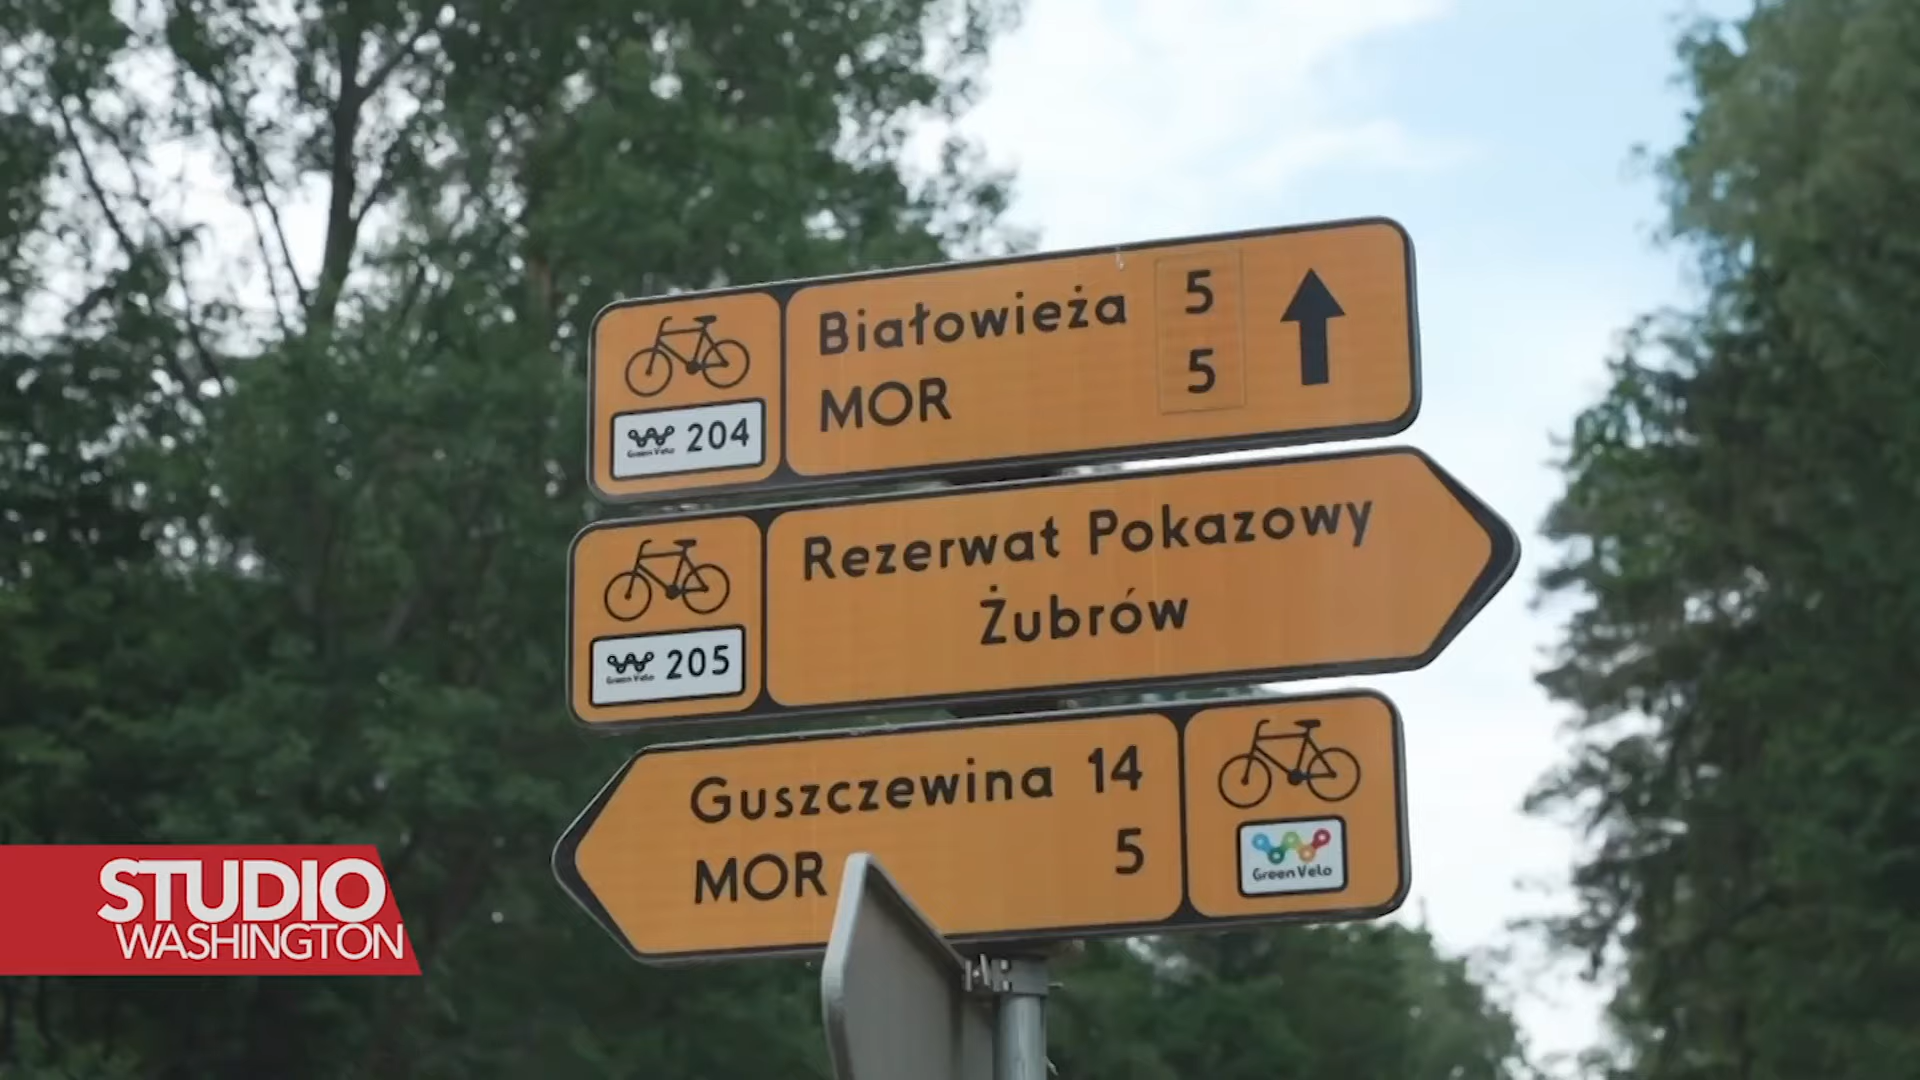 Białowieża 5
MOR 5
Green Velo 204
Rezerwat Pokazowy
Żubrów
Green Velo 205
Guszczewina 14
MOR 5
Green Velo
STUDIO
WASHINGTON